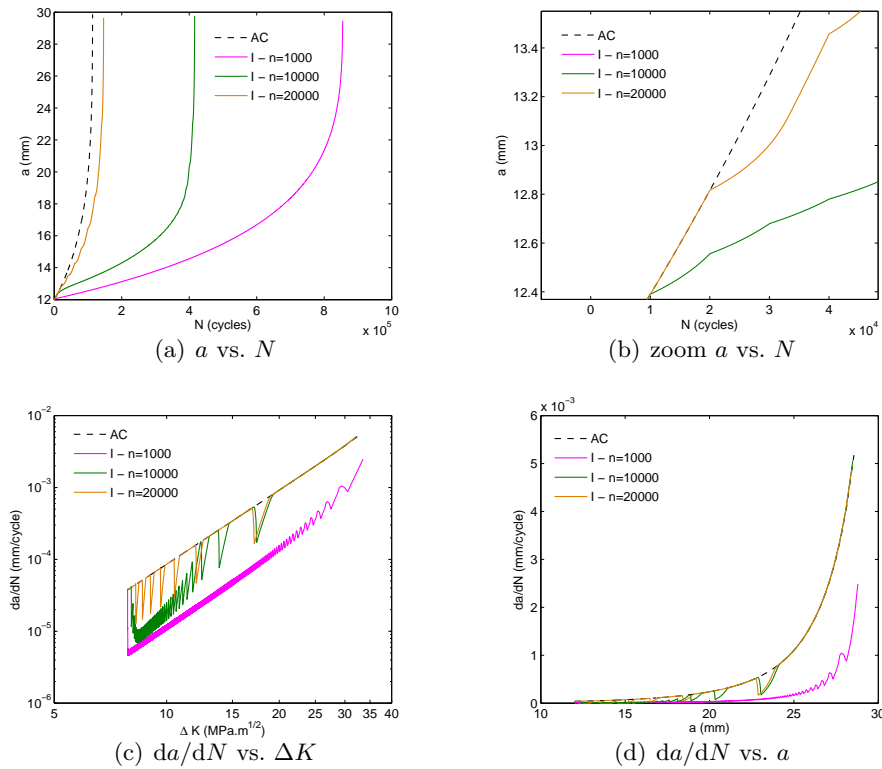 30
28
26
24
22
20
18
16
14
12
a (mm)
AC
I − n=1000
I − n=10000
I − n=20000
0 2 4 6 8 10
N (cycles)
x 10^5
(a) a vs. N
13.4
13.2
13
12.8
12.6
12.4
a (mm)
AC
I − n=1000
I − n=10000
I − n=20000
0 1 2 3 4
N (cycles)
x 10^4
(b) zoom a vs. N
10^−2
10^−3
10^−4
10^−5
10^−6
da/dN (mm/cycle)
AC
I − n=1000
I − n=10000
I − n=20000
5 10 15 20 25 30 35 40
Δ K (MPa.m^1/2)
(c) da/dN vs. ΔK
x 10^−3
6
5
4
3
2
1
0
da/dN (mm/cycle)
AC
I − n=1000
I − n=10000
I − n=20000
10 15 20 25 30
a (mm)
(d) da/dN vs. a